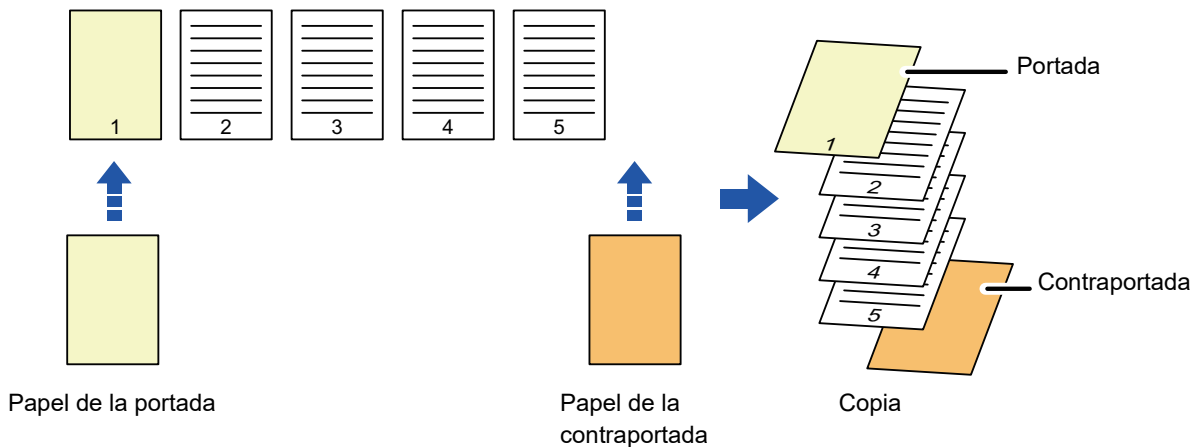 1
2
3
4
5
Portada
1
2
3
4
5
Contraportada
Papel de la portada
Papel de la
contraportada
Copia